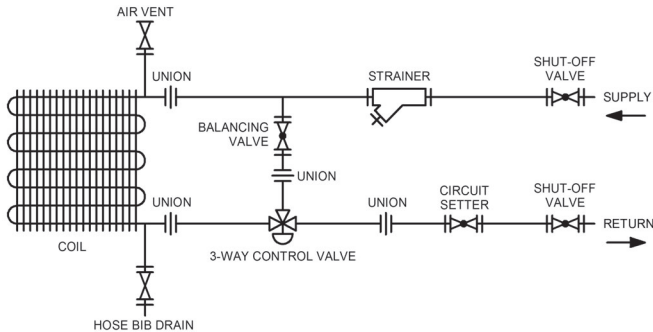 AIR VENT
UNION
STRAINER
SHUT-OFF
VALVE
SUPPLY
BALANCING
VALVE
UNION
UNION
UNION
CIRCUIT
SETTER
SHUT-OFF
VALVE
RETURN
COIL
3-WAY CONTROL VALVE
HOSE BIB DRAIN